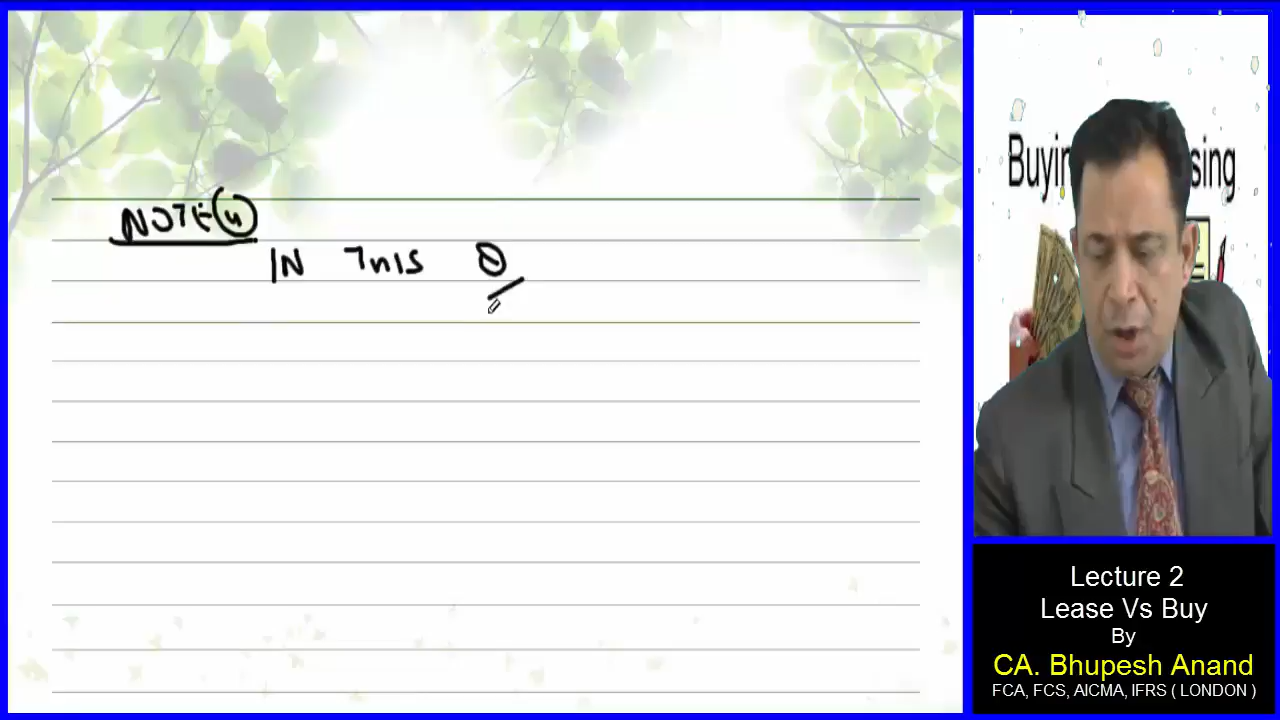 NOTE-(4)
IN THIS Q
Buyin sing
Lecture 2
Lease Vs Buy
By
CA. Bhupesh Anand
FCA, FCS, AICMA, IFRS ( LONDON )